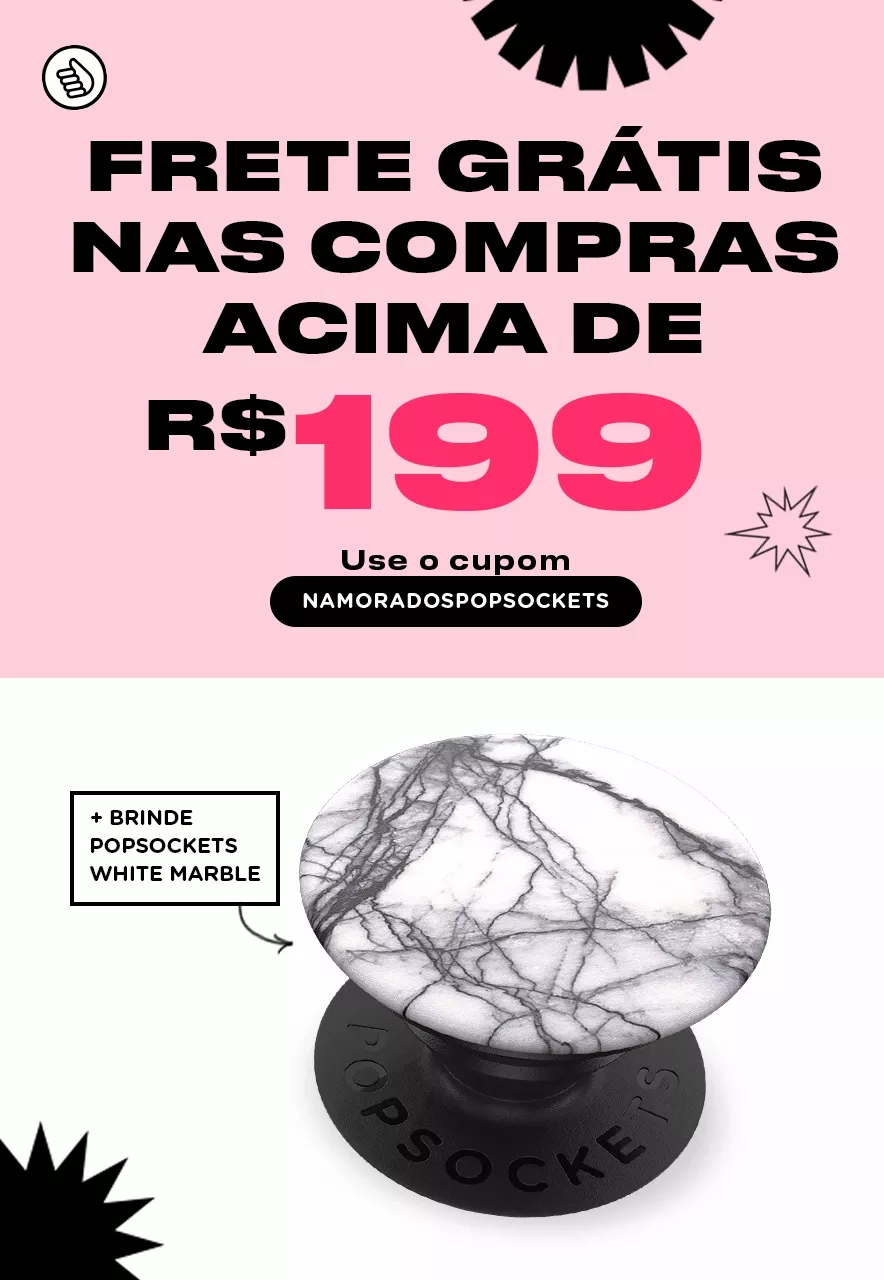 FRETE GRÁTIS
NAS COMPRAS
ACIMA DE
R$199
Use o cupom
NAMORADOSPOPSOCKETS
+ BRINDE
POPSOCKETS
WHITE MARBLE
POPSOCKETS